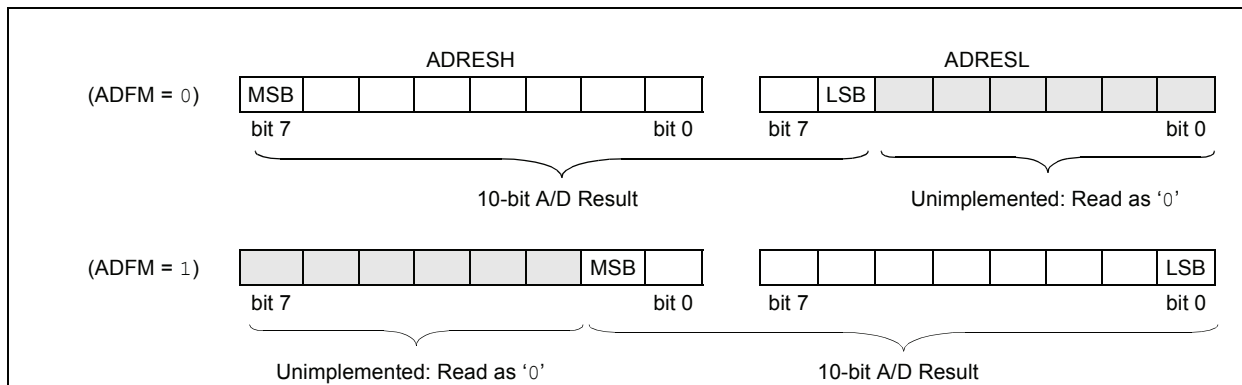 ADRESH ADRESL
(ADFM = 0) MSB LSB
bit 7 bit 0 bit 7 bit 0
10-bit A/D Result Unimplemented: Read as ‘0’
(ADFM = 1) MSB LSB
bit 7 bit 0 bit 7 bit 0
Unimplemented: Read as ‘0’ 10-bit A/D Result